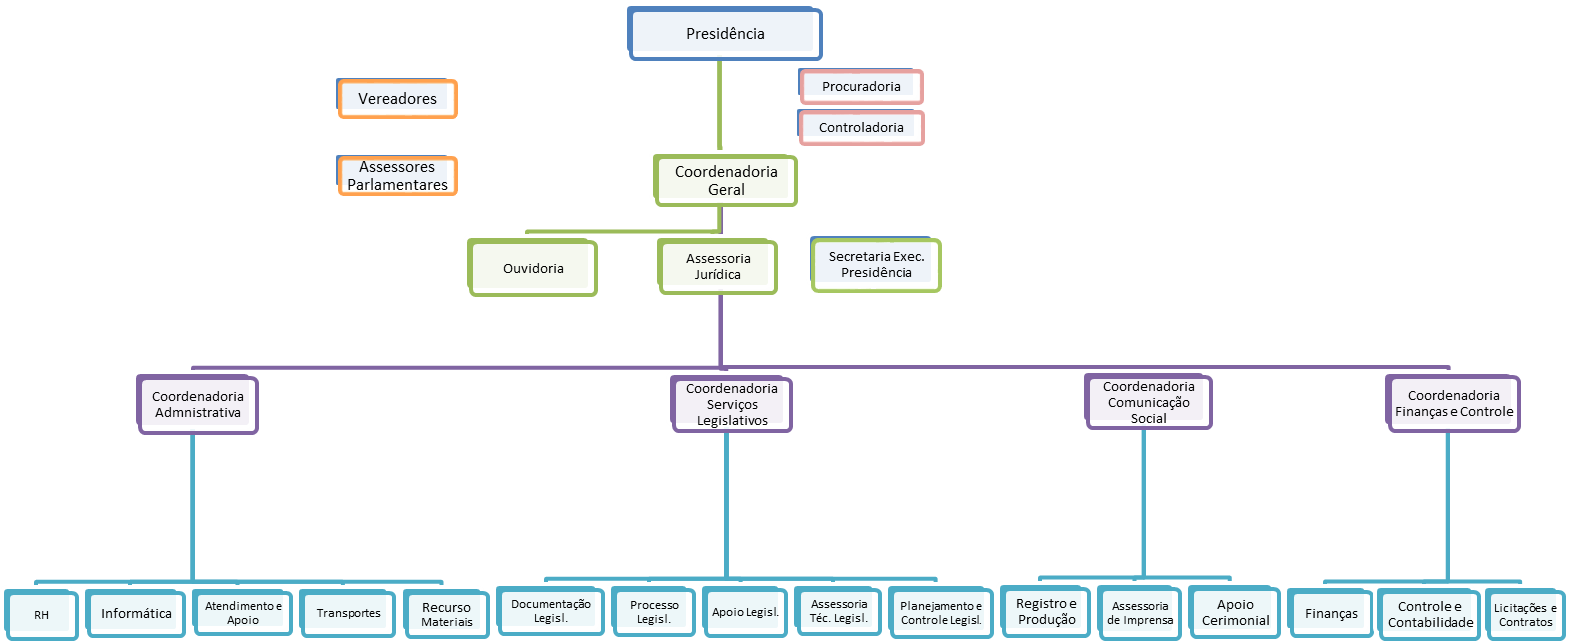 Presidência
Vereadores
Procuradoria
Controladoria
Assessores
Parlamentares
Coordenadoria
Geral
Ouvidoria
Assessoria
Jurídica
Secretaria Exec.
Presidência
Coordenadoria
Admnistrativa
Coordenadoria
Serviços
Legislativos
Coordenadoria
Comunicação
Social
Coordenadoria
Finanças e Controle
RH
Informática
Atendimento e
Apoio
Transportes
Recurso
Materiais
Documentação
Legisl.
Processo
Legisl.
Apoio Legisl.
Assessoria
Téc. Legisl.
Planejamento e
Controle Legisl.
Registro e
Produção
Assessoria
de Imprensa
Apoio
Cerimonial
Finanças
Controle e
Contabilidade
Licitações e
Contratos